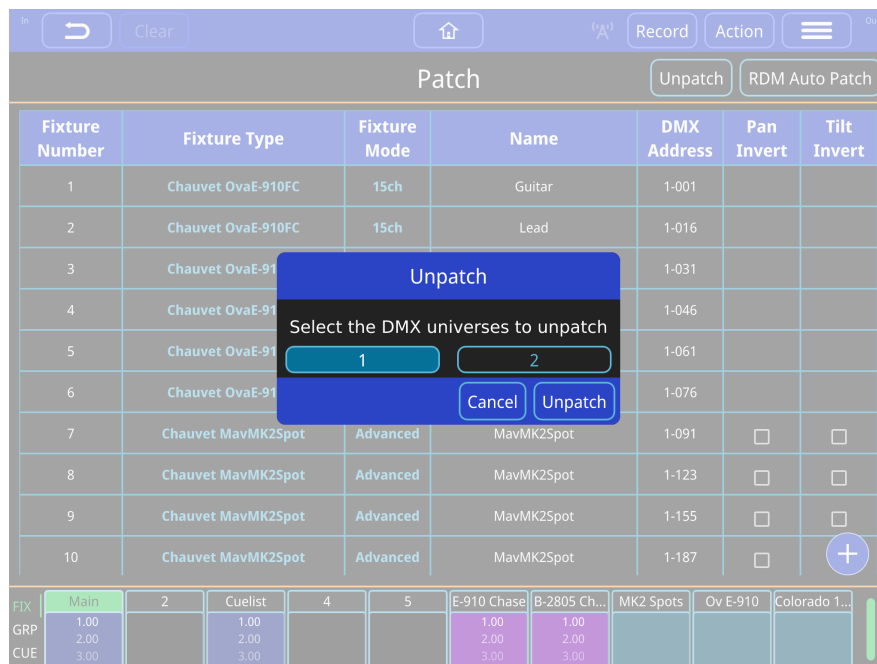 In
Clear
Record
Action
Ou
Patch
Unpatch
RDM Auto Patch
Fixture Number
Fixture Type
Fixture Mode
Name
DMX Address
Pan Invert
Tilt Invert
1 Chauvet OvaE-910FC 15ch Guitar 1-001
2 Chauvet OvaE-910FC 15ch Lead 1-016
3 Chauvet OvaE-91 1-031
4 Chauvet OvaE-91 1-046
5 Chauvet OvaE-91 1-061
6 Chauvet OvaE-91 1-076
7 Chauvet MavMK2Spot Advanced MavMK2Spot 1-091
8 Chauvet MavMK2Spot Advanced MavMK2Spot 1-123
9 Chauvet MavMK2Spot Advanced MavMK2Spot 1-155
10 Chauvet MavMK2Spot Advanced MavMK2Spot 1-187
Unpatch
Select the DMX universes to unpatch
1 2
Cancel Unpatch
+
FIX Main 2 Cuelist 4 5 E-910 Chase B-2805 Ch... MK2 Spots Ov E-910 Colorado 1...
GRP 1.00 1.00 1.00 1.00
2.00 2.00 2.00 2.00
CUE 3.00 3.00 3.00 3.00